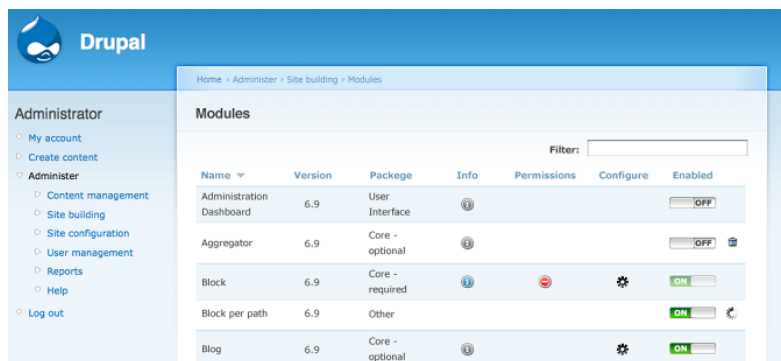 Drupal
Home › Administer › Site building › Modules
Administrator
My account
Create content
Administer
Content management
Site building
Site configuration
User management
Reports
Help
Log out
Modules
Filter:
Name Version Packege Info Permissions Configure Enabled
Administration Dashboard 6.9 User Interface OFF
Aggregator 6.9 Core - optional OFF
Block 6.9 Core - required ON
Block per path 6.9 Other ON
Blog 6.9 Core - optional ON